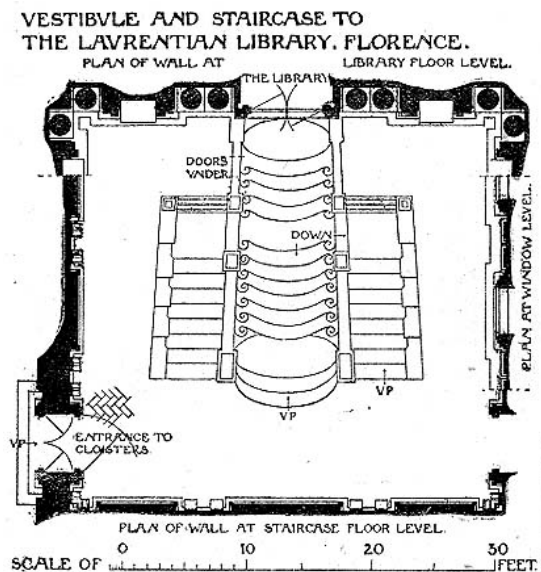 VESTIBVLE AND STAIRCASE TO
THE LAVRENTIAN LIBRARY. FLORENCE.
PLAN OF WALL AT
LIBRARY FLOOR LEVEL.
THE LIBRARY
DOORS
VNDER
DOWN
PLAN AT WINDOW LEVEL.
VP
VP
VP
ENTRANCE TO
CLOISTERS.
PLAN OF WALL AT STAIRCASE FLOOR LEVEL.
SCALE OF 0 10 20 30 FEET.